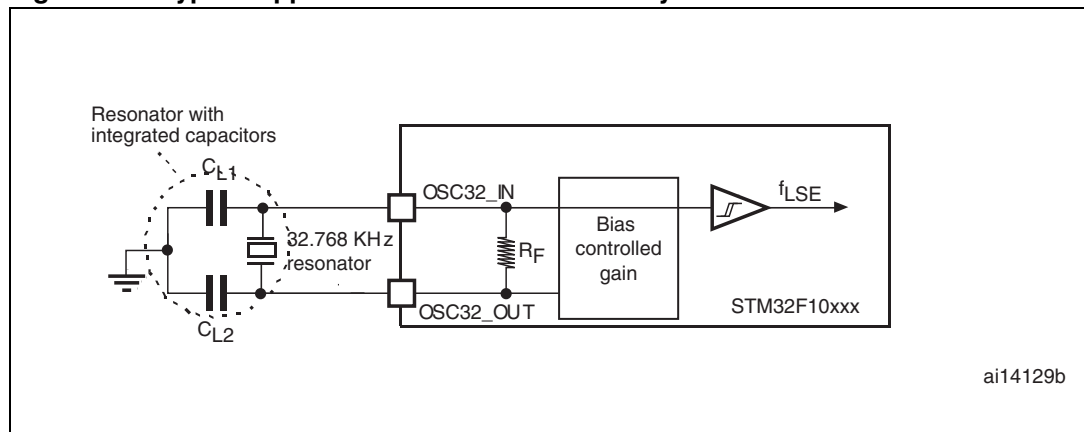 Resonator with
integrated capacitors
CL1
OSC32_IN
fLSE
32.768 KHz
resonator
RF
Bias
controlled
gain
OSC32_OUT
STM32F10xxx
CL2
ai14129b